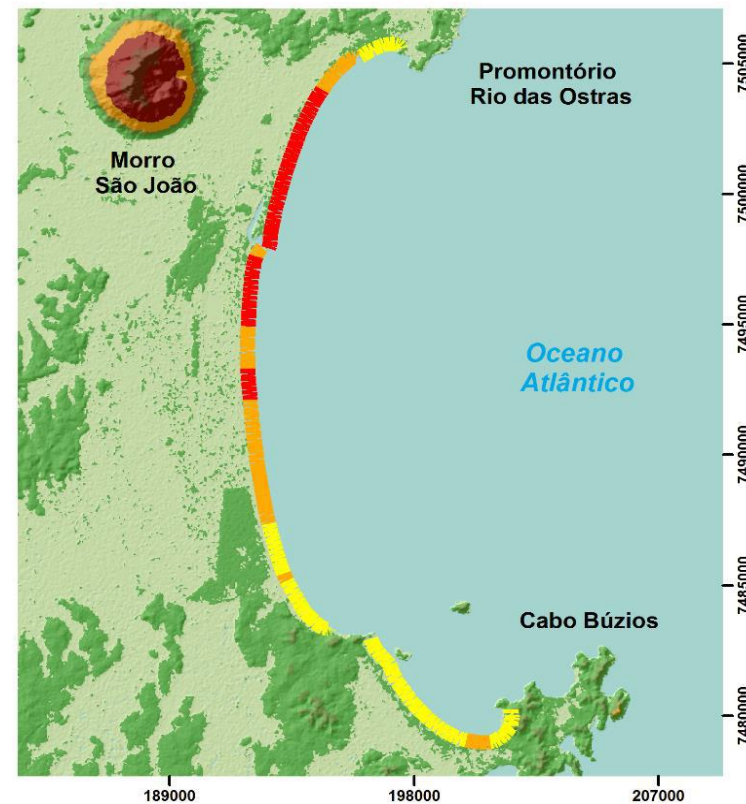 Promontório
Rio das Ostras
Morro
São João
Oceano
Atlântico
Cabo Búzios
7505000
7500000
7495000
7490000
7485000
7480000
189000
198000
207000